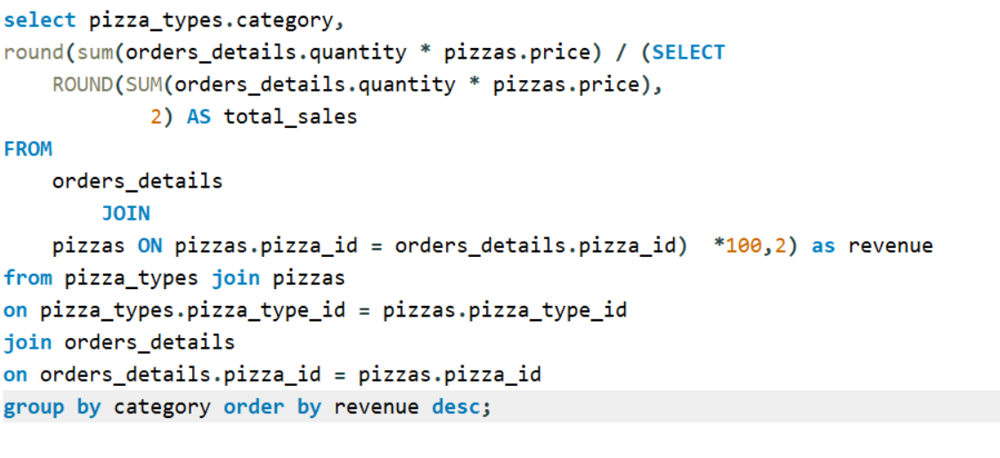 select pizza_types.category,
round(sum(orders_details.quantity * pizzas.price) / (SELECT
ROUND(SUM(orders_details.quantity * pizzas.price),
2) AS total_sales
FROM
orders_details
JOIN
pizzas ON pizzas.pizza_id = orders_details.pizza_id)  *100,2) as revenue
from pizza_types join pizzas
on pizza_types.pizza_type_id = pizzas.pizza_type_id
join orders_details
on orders_details.pizza_id = pizzas.pizza_id
group by category order by revenue desc;